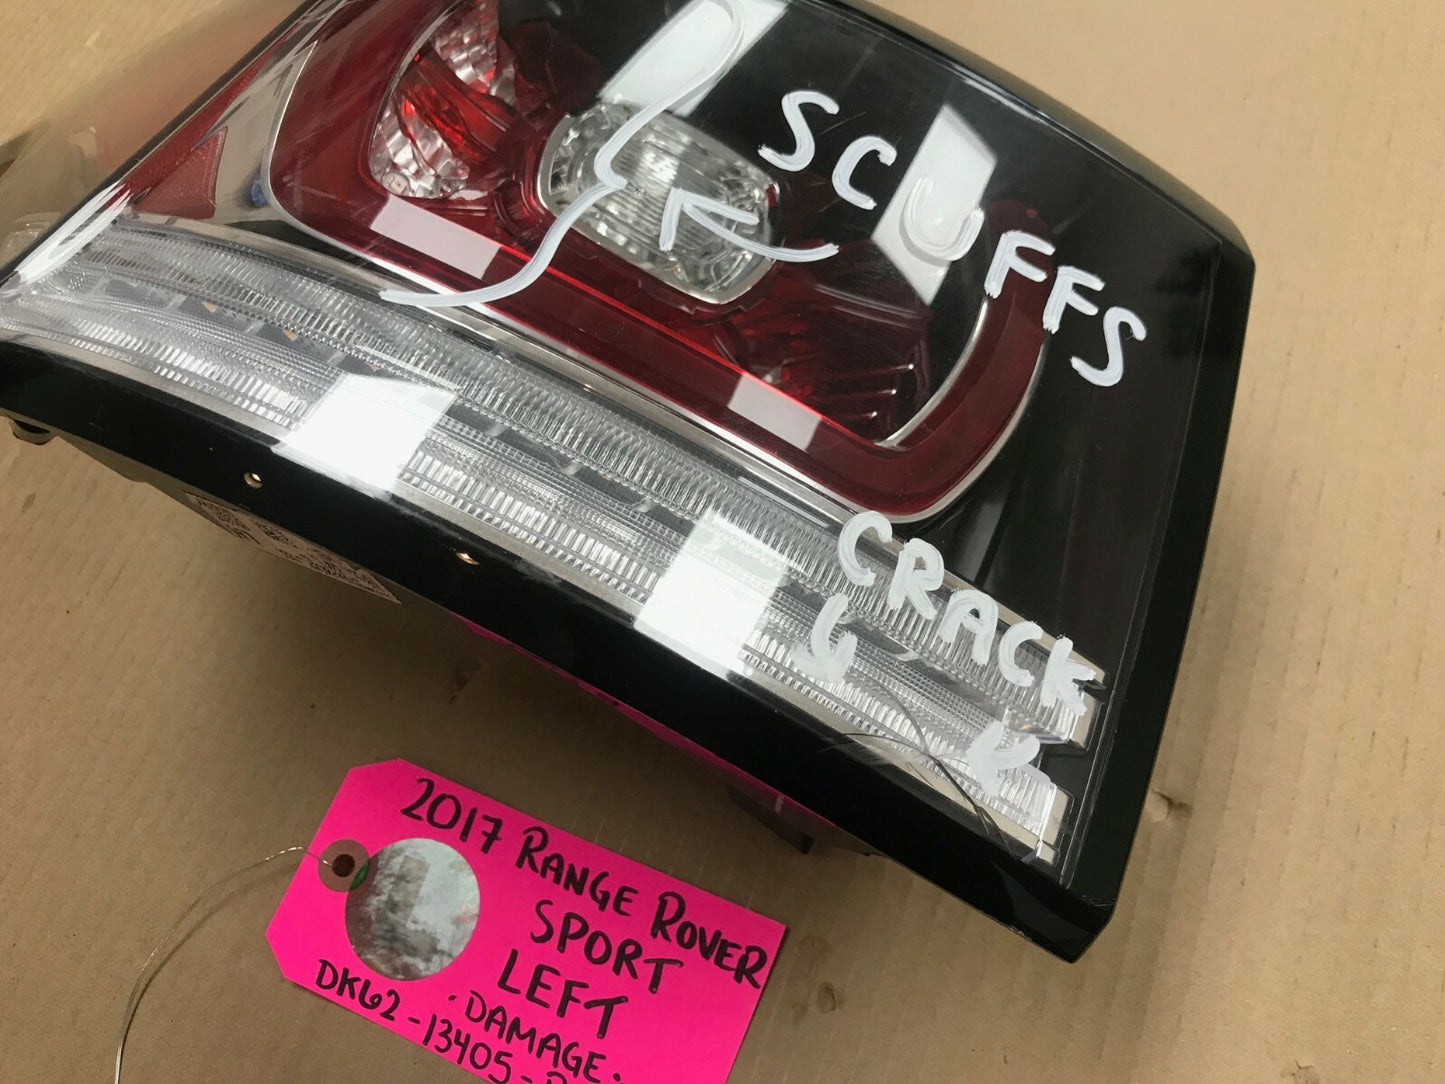 SCUFFS
CRACK
2017 RANGE ROVER
SPORT
LEFT
· DAMAGE ·
DK62-13405-